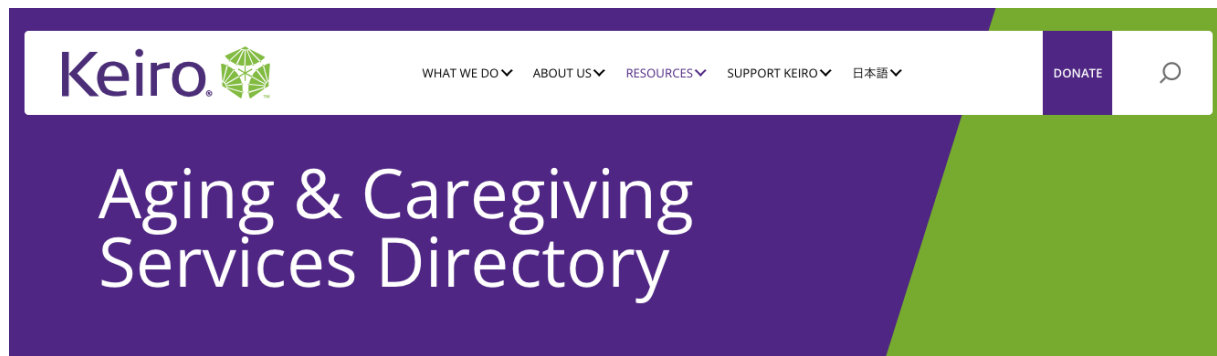 Keiro.®
WHAT WE DO ABOUT US RESOURCES SUPPORT KEIRO 日本語 DONATE
Aging & Caregiving
Services Directory